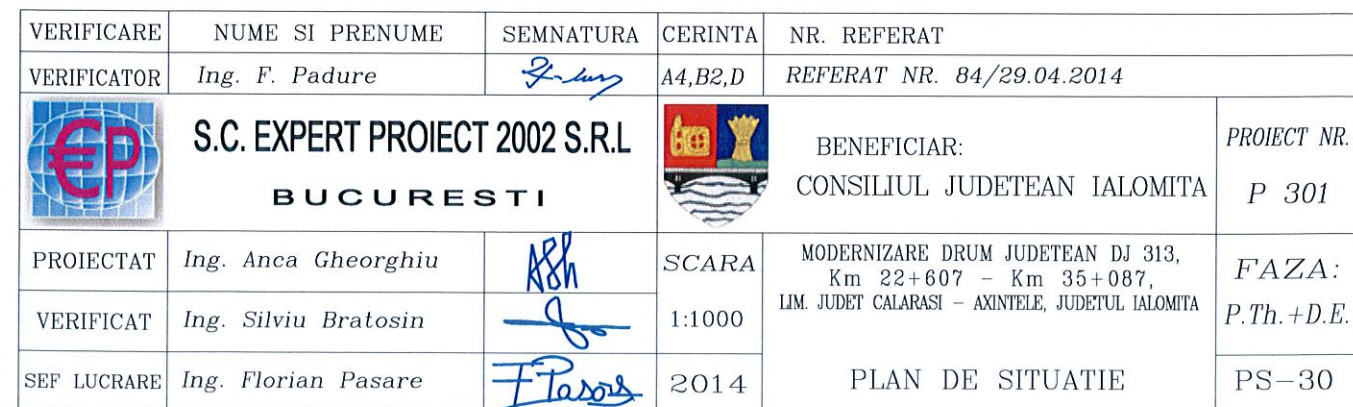 VERIFICARE NUME SI PRENUME SEMNATURA CERINTA NR. REFERAT
VERIFICATOR Ing. F. Padure A4,B2,D REFERAT NR. 84/29.04.2014
€P
S.C. EXPERT PROIECT 2002 S.R.L
BUCURESTI
BENEFICIAR:
CONSILIUL JUDETEAN IALOMITA
PROIECT NR.
P 301
PROIECTAT Ing. Anca Gheorghiu
SCARA
1:1000
MODERNIZARE DRUM JUDETEAN DJ 313,
Km 22+607 - Km 35+087,
LIM. JUDET CALARASI - AXINTELE, JUDETUL IALOMITA
FAZA:
P.Th.+D.E.
VERIFICAT Ing. Silviu Bratosin
SEF LUCRARE Ing. Florian Pasare FPasare 2014 PLAN DE SITUATIE PS-30